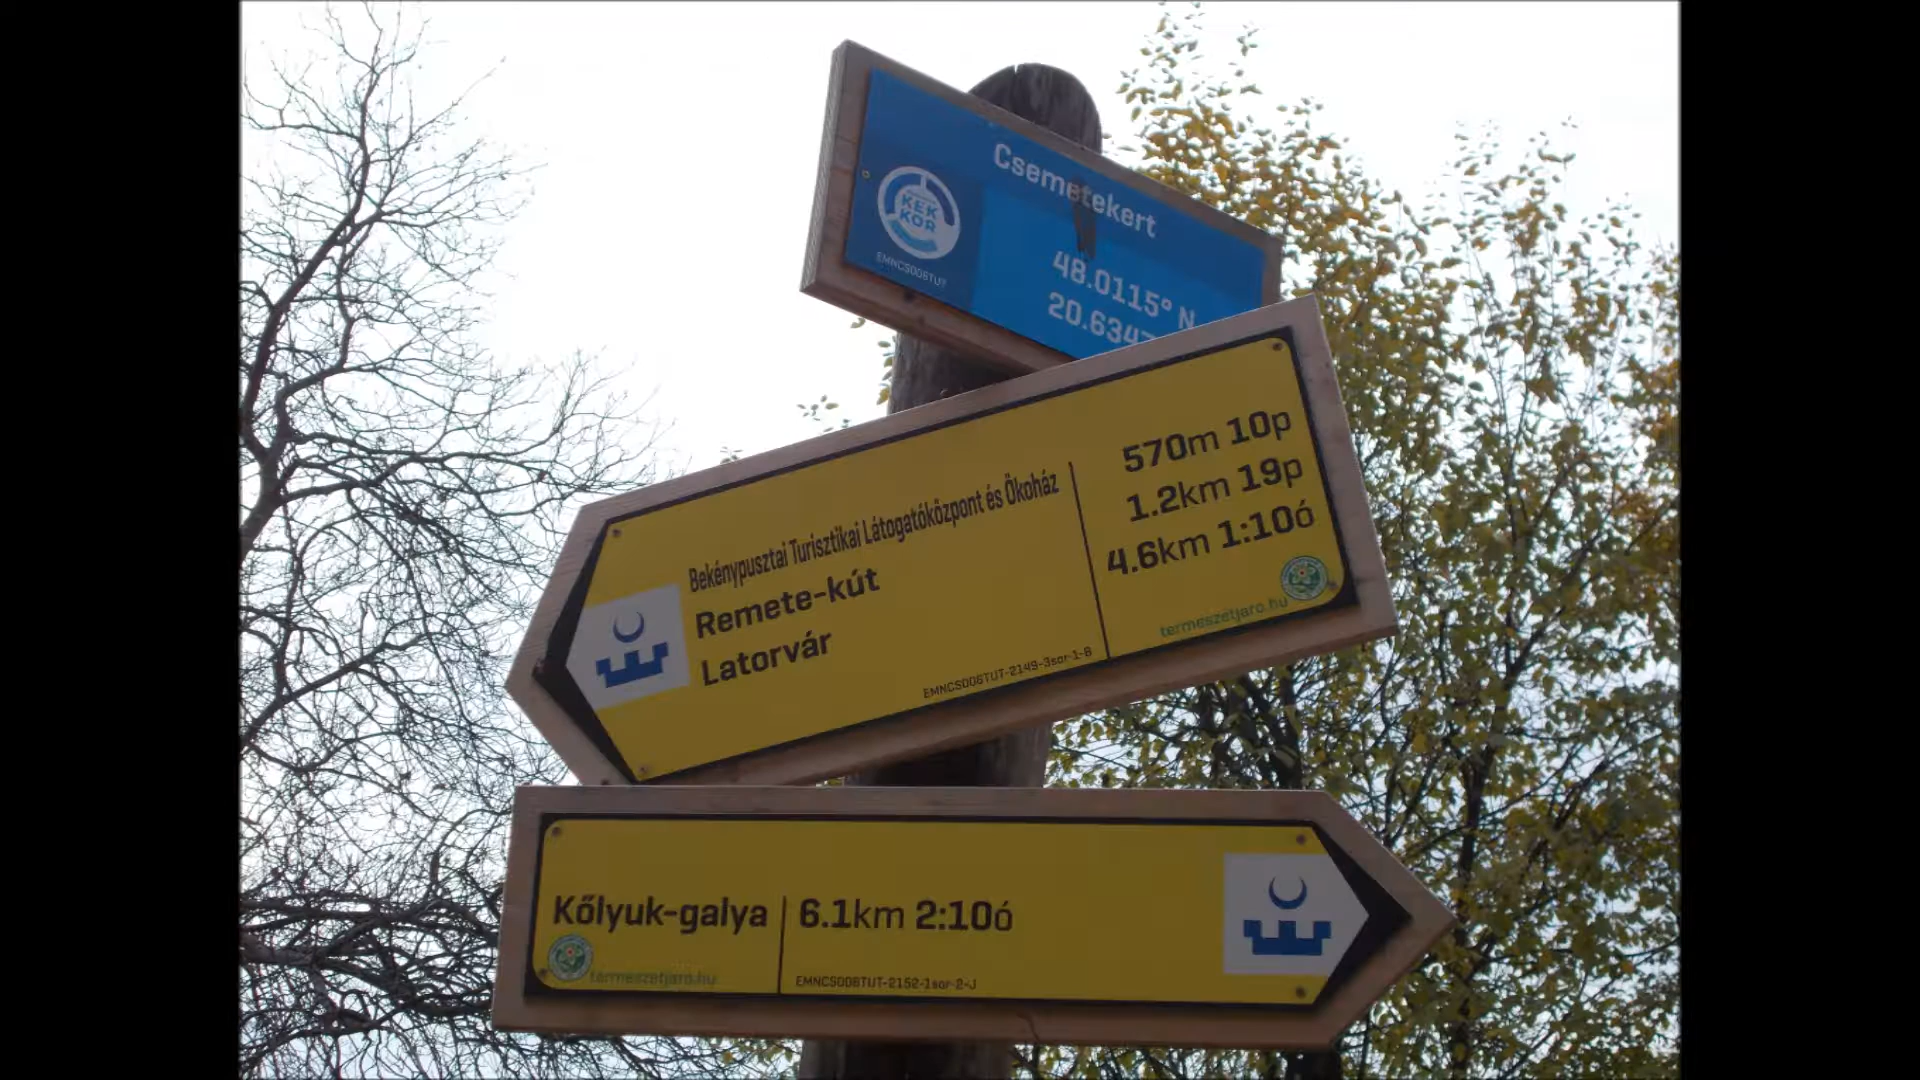 Csemetekert
KÉK
KÖR
48.0115° N
20.634
Bekénypusztai Turisztikai Látogatóközpont és Ökoház
570m 10p
Remete-kút
1.2km 19p
Latorvár
4.6km 1:10ó
termeszetjaro.hu
EMNCS006TUT-2149-3sor-1-B
Kőlyuk-galya
6.1km 2:10ó
termeszetjaro.hu
EMNCS006TUT-2152-1sor-2-J